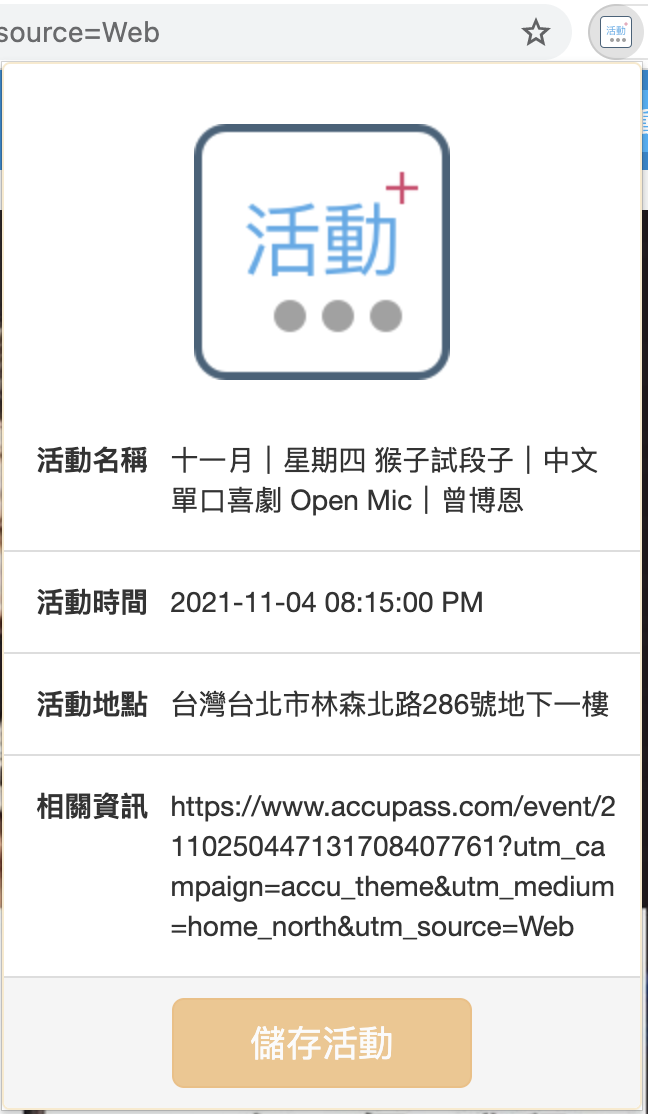 source=Web
活動
活動
活動名稱 十一月｜星期四 猴子試段子｜中文
單口喜劇 Open Mic｜曾博恩
活動時間 2021-11-04 08:15:00 PM
活動地點 台灣台北市林森北路286號地下一樓
相關資訊 https://www.accupass.com/event/2
110250447131708407761?utm_ca
mpaign=accu_theme&utm_medium
=home_north&utm_source=Web
儲存活動